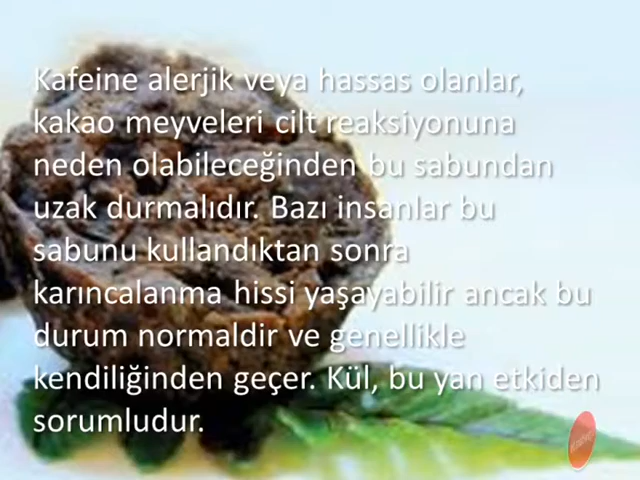 Kafeine alerjik veya hassas olanlar,
kakao meyveleri cilt reaksiyonuna
neden olabileceğinden bu sabundan
uzak durmalıdır. Bazı insanlar bu
sabunu kullandıktan sonra
karıncalanma hissi yaşayabilir ancak bu
durum normaldir ve genellikle
kendiliğinden geçer. Kül, bu yan etkiden
sorumludur.